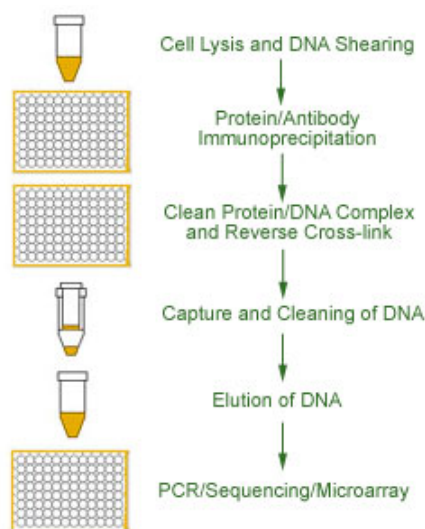 Cell Lysis and DNA Shearing
Protein/Antibody
Immunoprecipitation
Clean Protein/DNA Complex
and Reverse Cross-link
Capture and Cleaning of DNA
Elution of DNA
PCR/Sequencing/Microarray